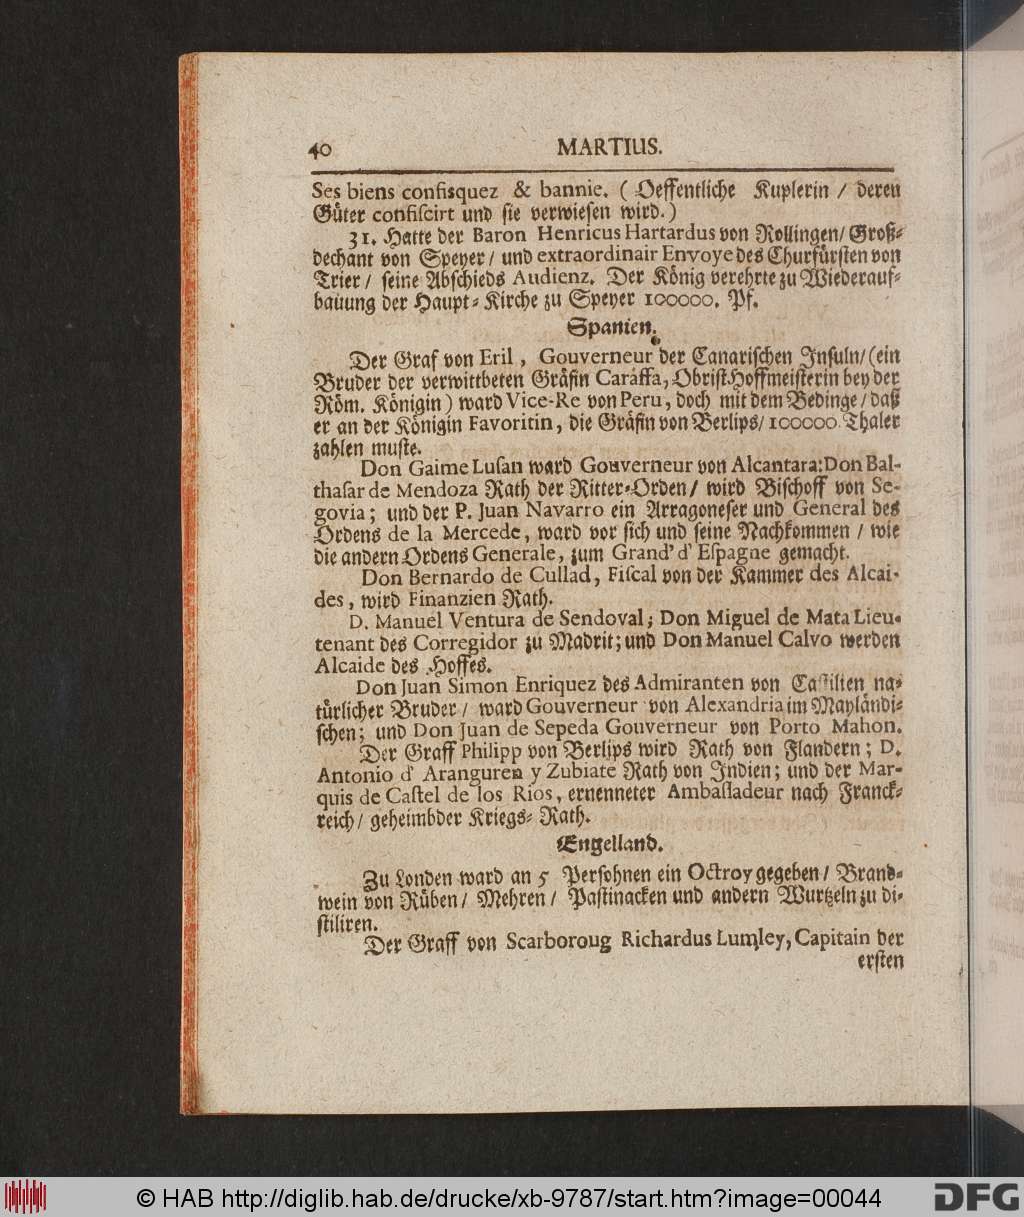 40 MARTIUS.
Ses biens confisquez & bannie. ( Oeffentliche Kuplerin / deren
Güter confiſcirt und ſie verwieſen wird.)
31. Hatte der Baron Henricus Hartardus von Rollingen/ Groß-
dechant von Speyer / und extraordinair Envoye des Churfürſten von
Trier / ſeine Abſchieds Audienz. Der König verehrte zu Wiederauf-
bauung der Haupt-Kirche zu Speyer 100000. Pf.
Spanien.
Der Graf von Eril, Gouverneur der Canariſchen Inſuln/ (ein
Bruder der verwittbeten Gräfin Caraffa, ObriſtHoffmeiſterin bey der
Röm. Königin) ward Vice-Re von Peru, doch mit dem Bedinge / daß
er an der Königin Favoritin, die Gräfin von Berlips/ 100000 Thaler
zahlen muſte.
Don Gaime Luſan ward Gouverneur von Alcantara: Don Bal-
thaſar de Mendoza Rath der Ritter-Orden/ wird Biſchoff von Se-
govia; und der P. Juan Navarro ein Arragoneſer und General des
Ordens de la Mercede, ward vor ſich und ſeine Nachkommen / wie
die andern Ordens Generale, zum Grand' d' Eſpagne gemacht.
Don Bernardo de Cullad, Fiſcal von der Kammer des Alcai-
des, wird Finanzien Rath.
D. Manuel Ventura de Sendoval; Don Miguel de Mata Lieu-
tenant des Corregidor zu Madrit; und Don Manuel Calvo werden
Alcaide des Hoffes.
Don Juan Simon Enriquez des Admiranten von Caſtilien na-
türlicher Bruder / ward Gouverneur von Alexandria im Mayländi-
ſchen; und Don Juan de Sepeda Gouverneur von Porto Mahon.
Der Graff Philipp von Berlips wird Rath von Flandern; D.
Antonio d' Aranguren y Zubiate Rath von Indien; und der Mar-
quis de Caſtel de los Rios, ernenneter Ambaſſadeur nach Franck-
reich / geheimbder Kriegs-Rath.
Engelland.
Zu Londen ward an 5 Perſohnen ein Octroy gegeben / Brand-
wein von Rüben / Mehren / Paſtinacken und andern Wurtzeln zu di-
ſtiliren.
Der Graff von Scarboroug Richardus Lumley, Capitain der
erſten
© HAB http://diglib.hab.de/drucke/xb-9787/start.htm?image=00044
DFG